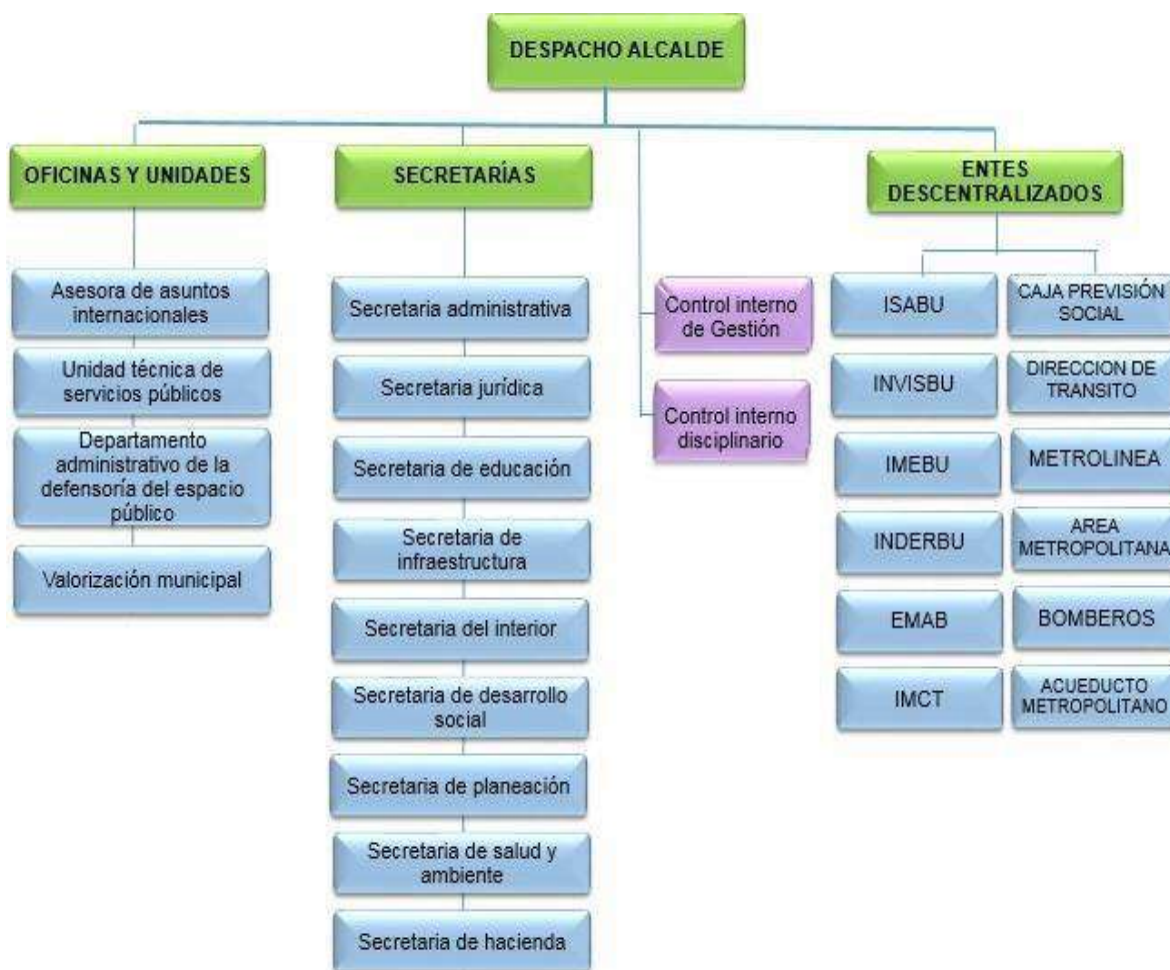 DESPACHO ALCALDE
OFICINAS Y UNIDADES
Asesora de asuntos
internacionales
Unidad técnica de
servicios públicos
Departamento
administrativo de la
defensoría del espacio
público
Valorización municipal
SECRETARÍAS
Secretaria administrativa
Secretaria jurídica
Secretaria de educación
Secretaria de
infraestructura
Secretaria del interior
Secretaria de desarrollo
social
Secretaria de planeación
Secretaria de salud y
ambiente
Secretaria de hacienda
Control interno
de Gestión
Control interno
disciplinario
ENTES
DESCENTRALIZADOS
ISABU
INVISBU
IMEBU
INDERBU
EMAB
IMCT
CAJA PREVISIÓN
SOCIAL
DIRECCION DE
TRANSITO
METROLINEA
AREA
METROPOLITANA
BOMBEROS
ACUEDUCTO
METROPOLITANO